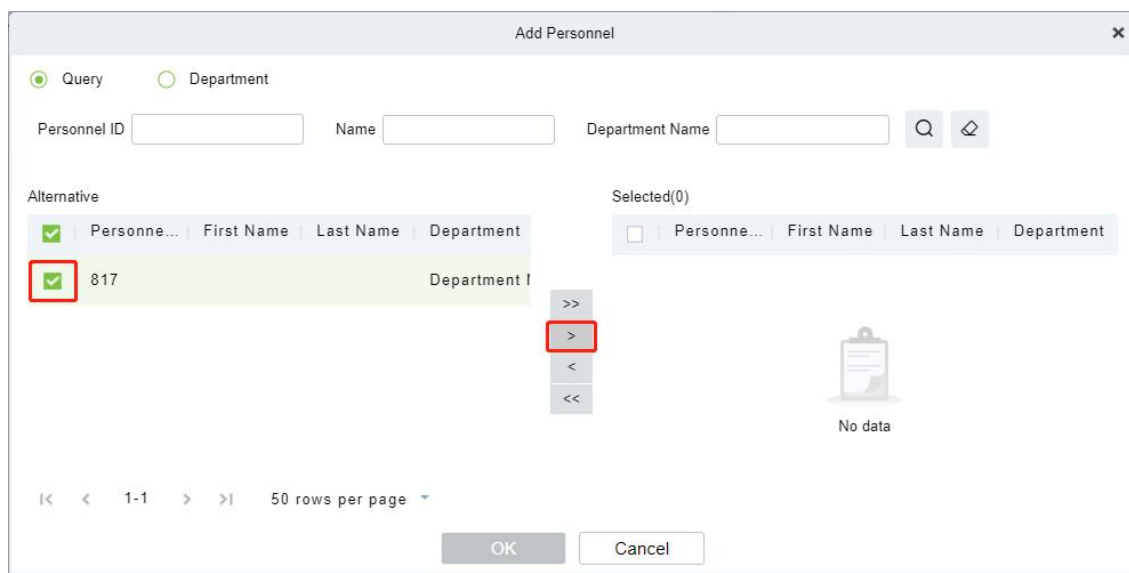 Add Personnel
Query Department
Personnel ID Name Department Name
Alternative
Personne... First Name Last Name Department
817 Department
>>
>
<
<<
Selected(0)
Personne... First Name Last Name Department
No data
|< < 1-1 > >| 50 rows per page
OK Cancel